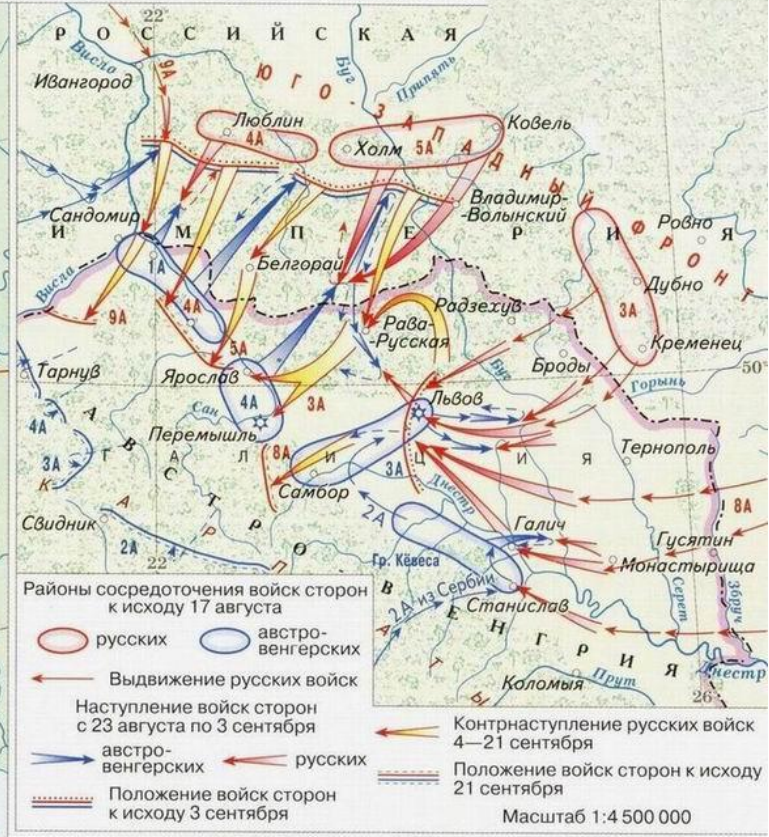 22°
РОССИЙСКАЯ
Висла
9А
Ивангород
Буг
Припять
ЮГО-ЗАПАДНЫЙ ФРОНТ
Люблин
4А
Холм
5А
Ковель
Владимир-
-Волынский
Сандомир
ИМПЕРИЯ
Ровно
Висла
1А
Белгорай
Дубно
4А
Радзехув
3А
9А
5А
Рава-
-Русская
Кременец
Броды
50°
Тарнув
Ярослав
Буг
Горынь
4А
3А
Львов
Сан
4А
Перемышль
АВСТРО-ВЕНГРИЯ
ГАЛИЦИЯ
Тернополь
3А
8А
3А
Самбор
8А
КАРПАТЫ
Днестр
2А
Свидник
2А
Галич
Гусятин
22
Гр. Кёвеса
Монастырища
2А из Сербии
Станислав
Серет
Збруч
Днестр
Коломыя
Прут
26°
Районы сосредоточения войск сторон
к исходу 17 августа
русских
австро-
венгерских
Выдвижение русских войск
Наступление войск сторон
с 23 августа по 3 сентября
австро-
венгерских
русских
Положение войск сторон
к исходу 3 сентября
Контрнаступление русских войск
4—21 сентября
Положение войск сторон к исходу
21 сентября
Масштаб 1:4 500 000